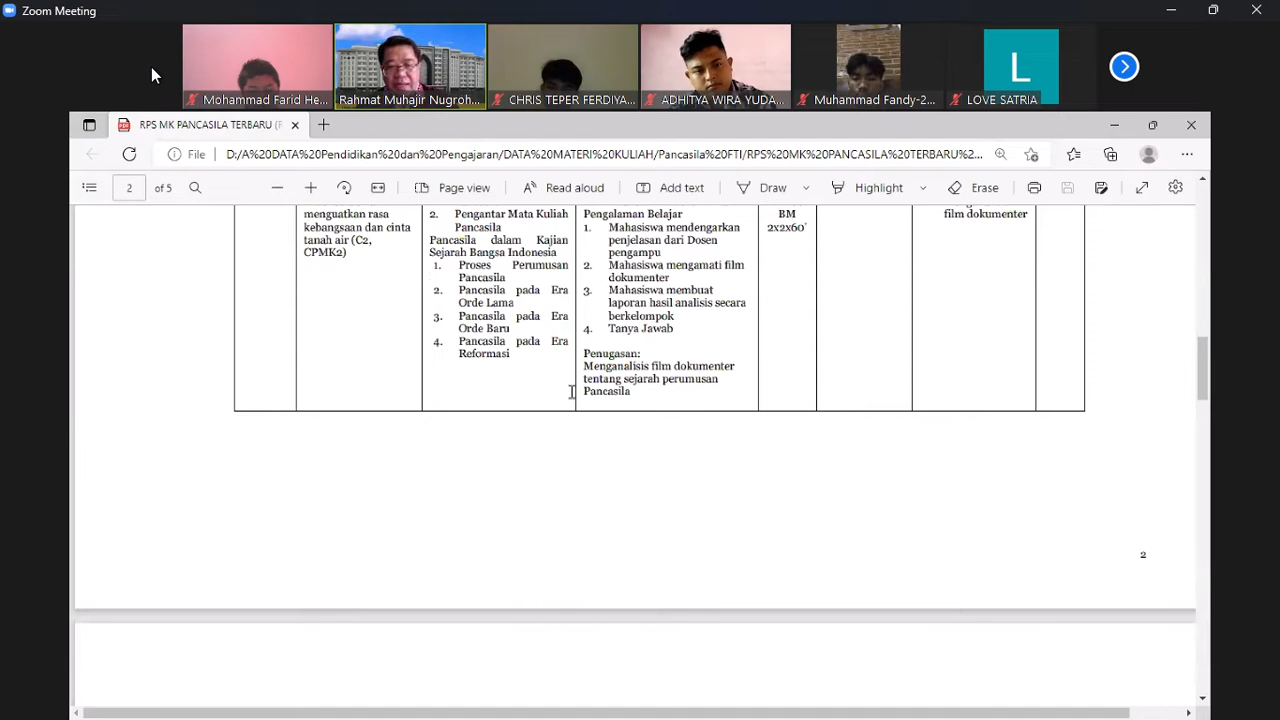 Zoom Meeting
Mohammad Farid He...
Rahmat Muhajir Nugroh...
CHRIS TEPER FERDIYA...
ADHITYA WIRA YUDA...
Muhammad Fandy-2...
L
LOVE SATRIA
RPS MK PANCASILA TERBARU (F
File
D:/A%20DATA%20Pendidikan%20dan%20Pengajaran/DATA%20MATERI%20KULIAH/Pancasila%20FTI/RPS%20MK%20PANCASILA%20TERBARU%2...
2 of 5
Page view
Read aloud
Add text
Draw
Highlight
Erase
menguatkan rasa
kebangsaan dan cinta
tanah air (C2,
CPMK2)
2. Pengantar Mata Kuliah
Pancasila
Pancasila dalam Kajian
Sejarah Bangsa Indonesia
1. Proses Perumusan
Pancasila
2. Pancasila pada Era
Orde Lama
3. Pancasila pada Era
Orde Baru
4. Pancasila pada Era
Reformasi
Pengalaman Belajar
1. Mahasiswa mendengarkan
penjelasan dari Dosen
pengampu
2. Mahasiswa mengamati film
dokumenter
3. Mahasiswa membuat
laporan hasil analisis secara
berkelompok
4. Tanya Jawab
Penugasan:
Menganalisis film dokumenter
tentang sejarah perumusan
Pancasila
BM
2x2x60'
film dokumenter
2